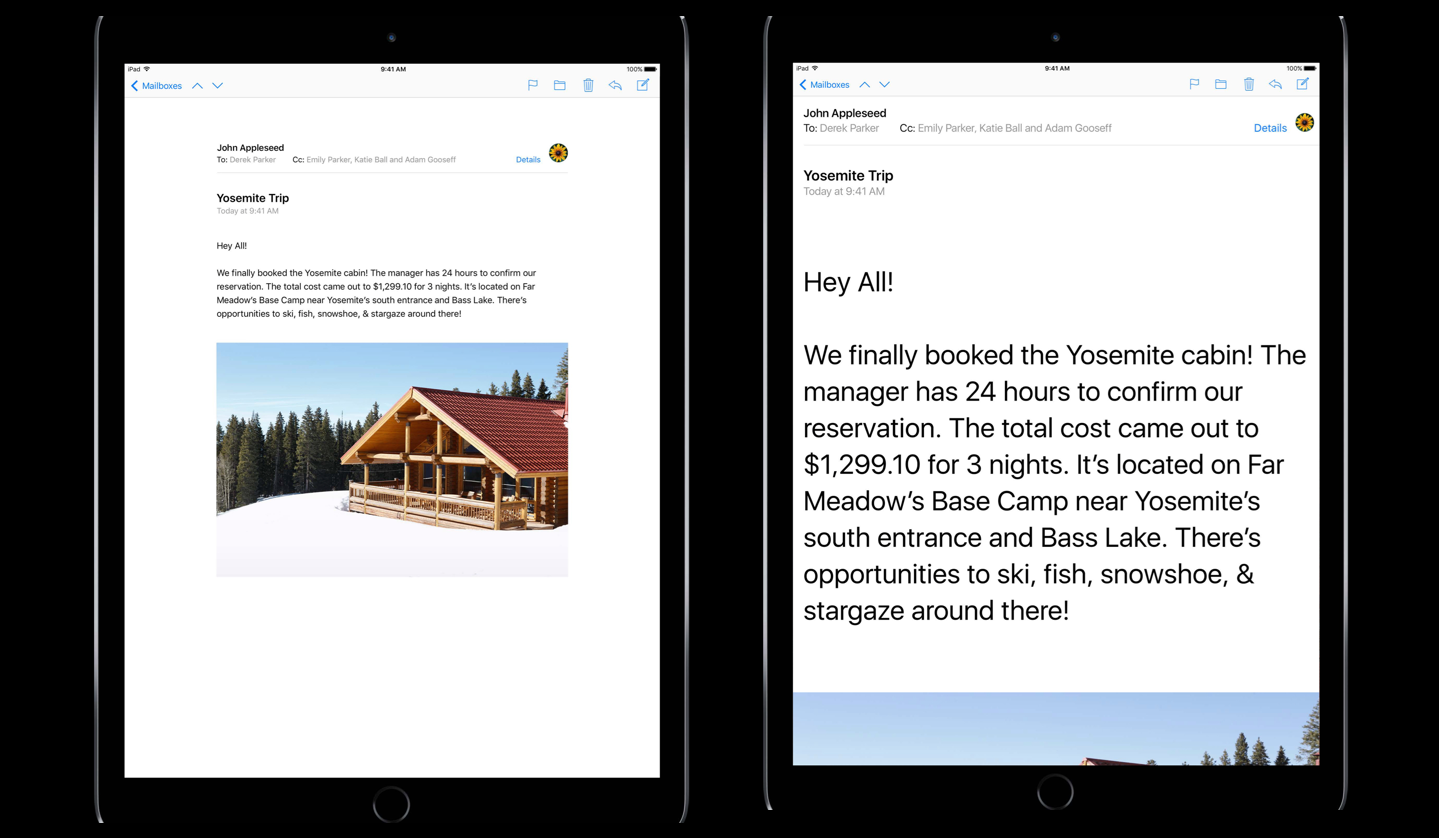 iPad 9:41 AM 100%
Mailboxes
John Appleseed
To: Derek Parker Cc: Emily Parker, Katie Ball and Adam Gooseff Details
Yosemite Trip
Today at 9:41 AM
Hey All!
We finally booked the Yosemite cabin! The manager has 24 hours to confirm our
reservation. The total cost came out to $1,299.10 for 3 nights. It’s located on Far
Meadow’s Base Camp near Yosemite’s south entrance and Bass Lake. There’s
opportunities to ski, fish, snowshoe, & stargaze around there!
iPad 9:41 AM 100%
Mailboxes
John Appleseed
To: Derek Parker Cc: Emily Parker, Katie Ball and Adam Gooseff Details
Yosemite Trip
Today at 9:41 AM
Hey All!
We finally booked the Yosemite cabin! The
manager has 24 hours to confirm our
reservation. The total cost came out to
$1,299.10 for 3 nights. It’s located on Far
Meadow’s Base Camp near Yosemite’s
south entrance and Bass Lake. There’s
opportunities to ski, fish, snowshoe, &
stargaze around there!